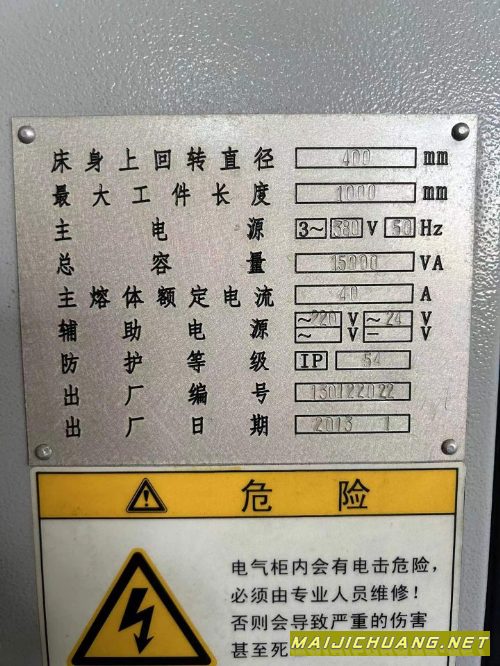 床身上回转直径 400 mm
最大工件长度 1000 mm
主电源 3~ 380 V 50 Hz
总容量 15000 VA
主熔体额定电流 40 A
辅助电源 ~220 V ~24 V
~ V - V
防护等级 IP 54
出厂编号 130122022
出厂日期 2013 1
危险
电气柜内会有电击危险，
必须由专业人员维修！
否则会导致严重的伤害
甚至死
MAIJICHUANG.NET